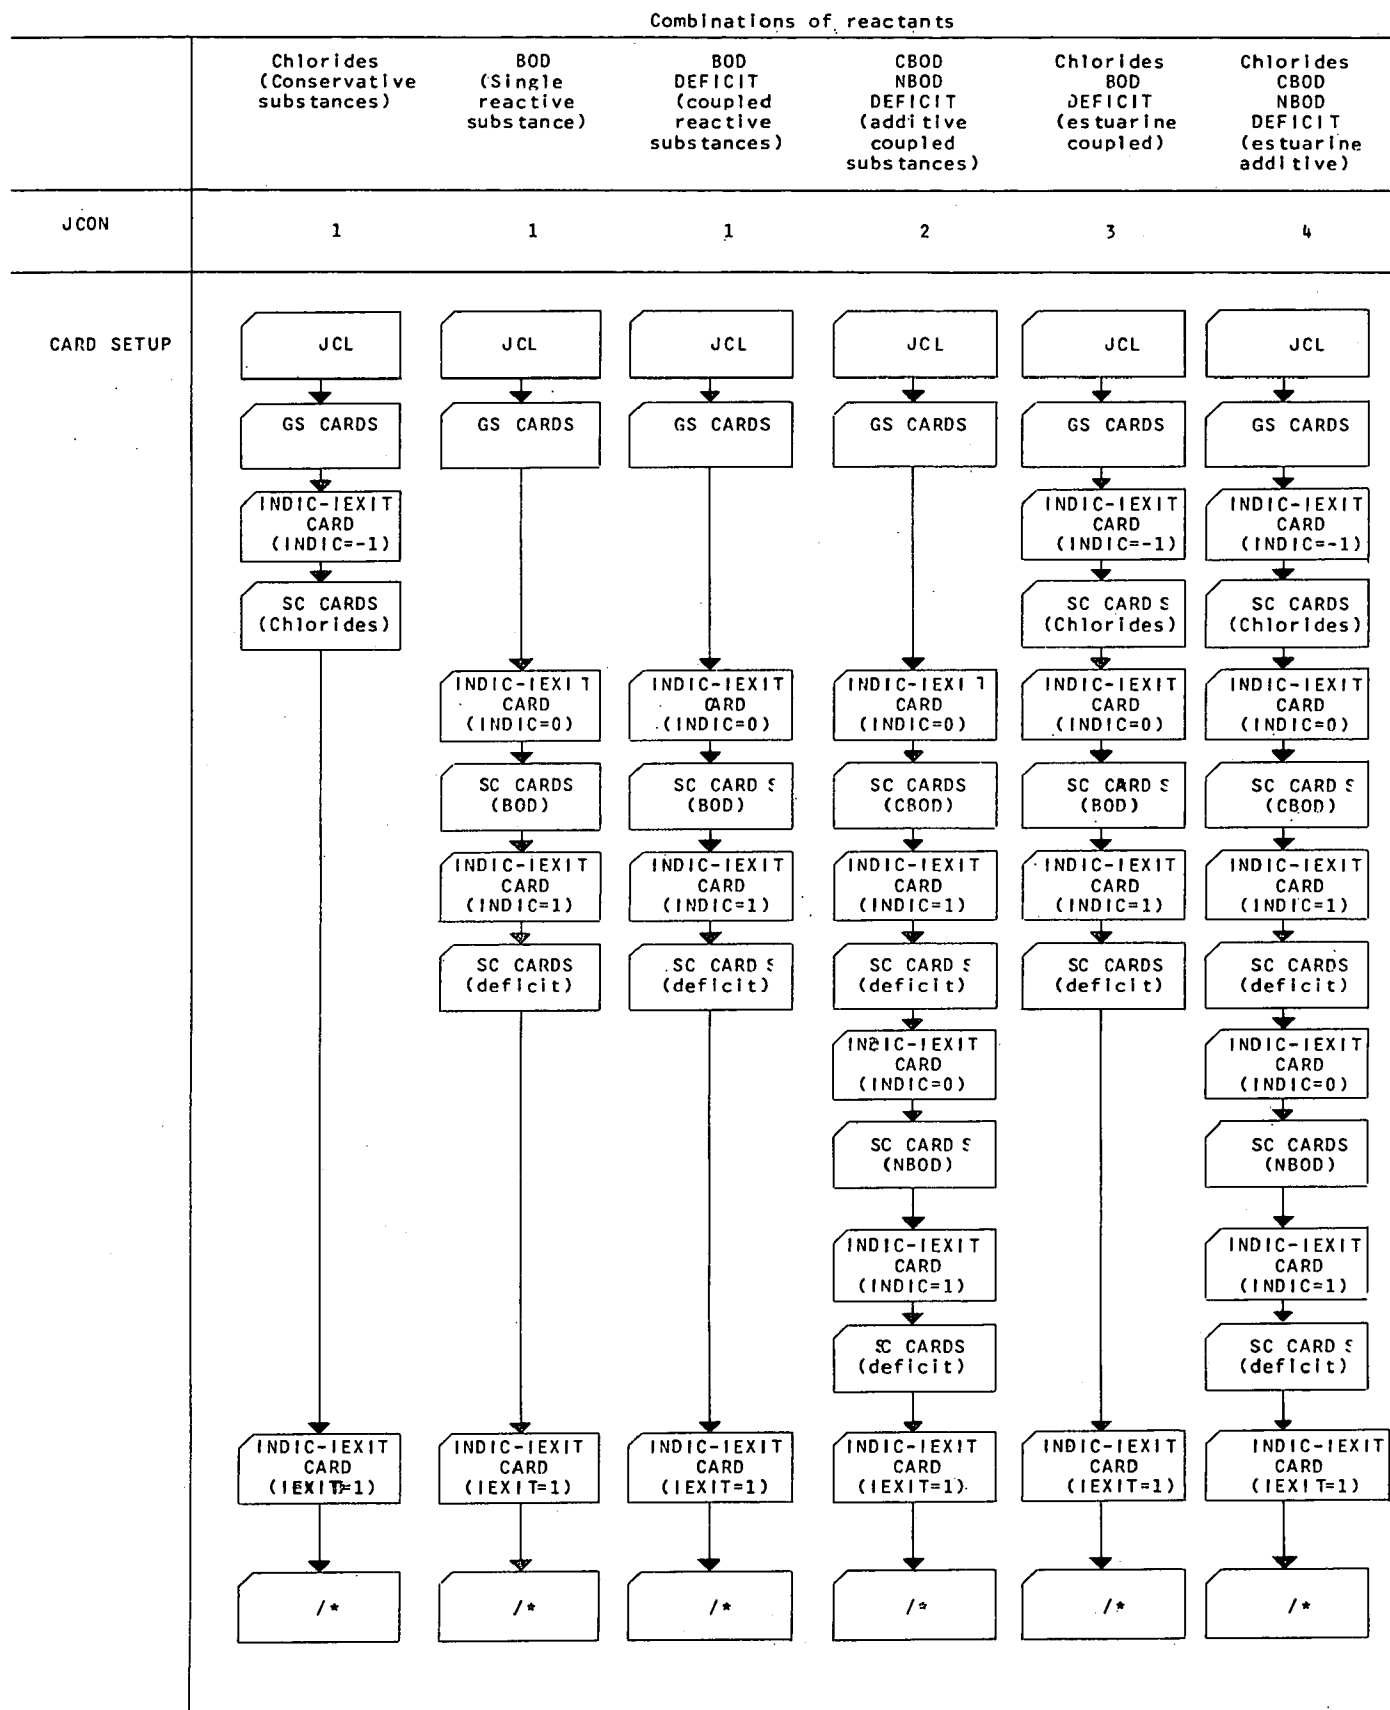 Combinations of reactants
Chlorides
(Conservative
substances)
BOD
(Single
reactive
substance)
BOD
DEFICIT
(coupled
reactive
substances)
CBOD
NBOD
DEFICIT
(additive
coupled
substances)
Chlorides
BOD
DEFICIT
(estuarine
coupled)
Chlorides
CBOD
NBOD
DEFICIT
(estuarine
additive)
JCON
1
1
1
2
3
4
CARD SETUP
JCL
GS CARDS
INDIC-IEXIT
CARD
(INDIC=-1)
SC CARDS
(Chlorides)
INDIC-IEXIT
CARD
(IEXIT=1)
/*
JCL
GS CARDS
INDIC-IEXIT
CARD
(INDIC=0)
SC CARDS
(BOD)
INDIC-IEXIT
CARD
(INDIC=1)
SC CARDS
(deficit)
INDIC-IEXIT
CARD
(IEXIT=1)
/*
JCL
GS CARDS
INDIC-IEXIT
CARD
(INDIC=0)
SC CARDS
(BOD)
INDIC-IEXIT
CARD
(INDIC=1)
SC CARDS
(deficit)
INDIC-IEXIT
CARD
(IEXIT=1)
/*
JCL
GS CARDS
INDIC-IEXIT
CARD
(INDIC=0)
SC CARDS
(CBOD)
INDIC-IEXIT
CARD
(INDIC=1)
SC CARDS
(deficit)
INDIC-IEXIT
CARD
(INDIC=0)
SC CARDS
(NBOD)
INDIC-IEXIT
CARD
(INDIC=1)
SC CARDS
(deficit)
INDIC-IEXIT
CARD
(IEXIT=1)
/*
JCL
GS CARDS
INDIC-IEXIT
CARD
(INDIC=-1)
SC CARDS
(Chlorides)
INDIC-IEXIT
CARD
(INDIC=0)
SC CARDS
(BOD)
INDIC-IEXIT
CARD
(INDIC=1)
SC CARDS
(deficit)
INDIC-IEXIT
CARD
(IEXIT=1)
/*
JCL
GS CARDS
INDIC-IEXIT
CARD
(INDIC=-1)
SC CARDS
(Chlorides)
INDIC-IEXIT
CARD
(INDIC=0)
SC CARDS
(CBOD)
INDIC-IEXIT
CARD
(INDIC=1)
SC CARDS
(deficit)
INDIC-IEXIT
CARD
(INDIC=0)
SC CARDS
(NBOD)
INDIC-IEXIT
CARD
(INDIC=1)
SC CARDS
(deficit)
INDIC-IEXIT
CARD
(IEXIT=1)
/*